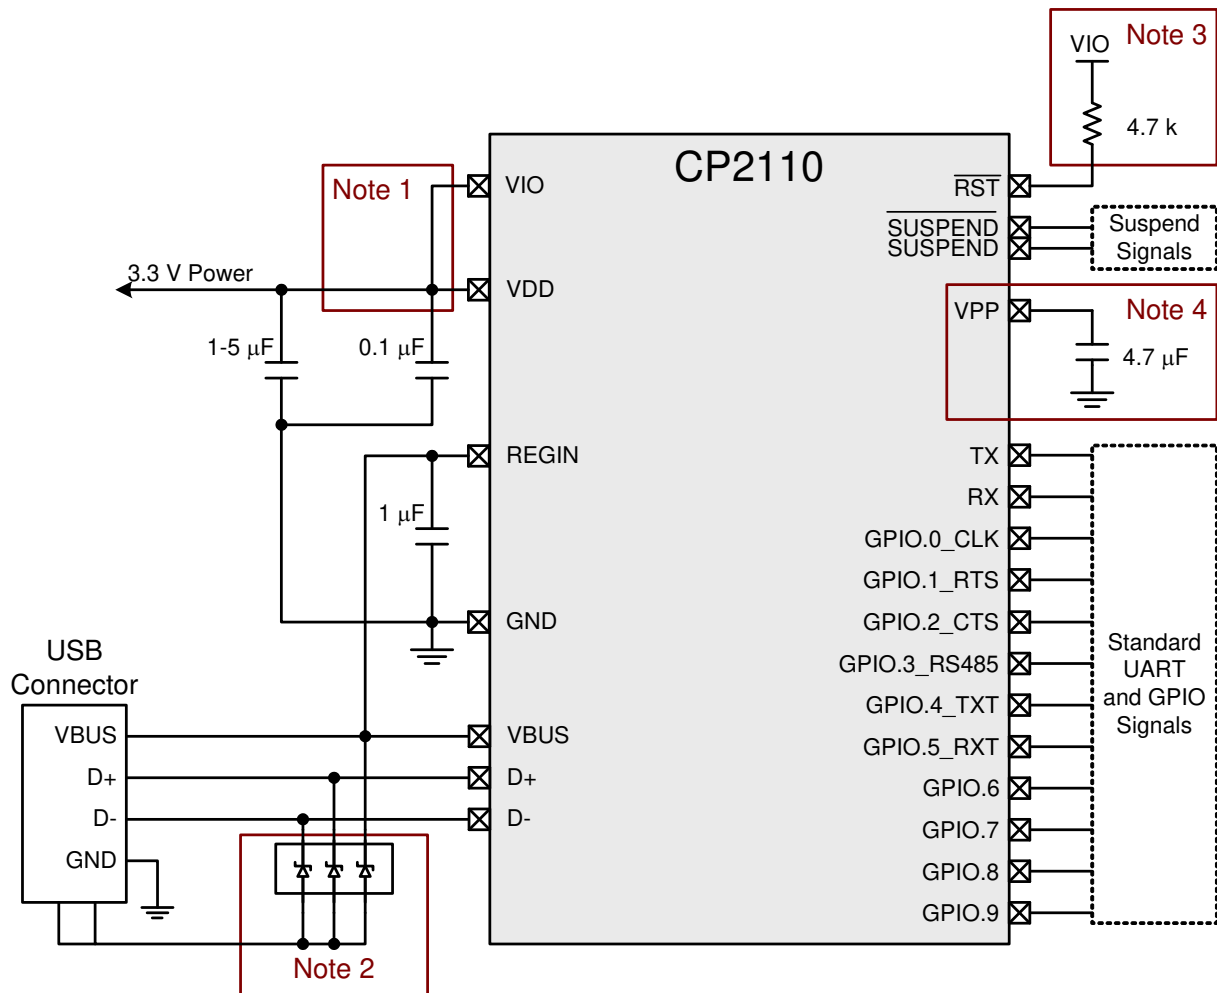 Note 3
VIO
4.7 k
CP2110
Note 1
VIO
RST
SUSPEND
SUSPEND
Suspend
Signals
3.3 V Power
VDD
VPP
Note 4
1-5 μF
0.1 μF
4.7 μF
REGIN
1 μF
GND
TX
RX
GPIO.0_CLK
GPIO.1_RTS
GPIO.2_CTS
GPIO.3_RS485
GPIO.4_TXT
GPIO.5_RXT
GPIO.6
GPIO.7
GPIO.8
GPIO.9
Standard
UART
and GPIO
Signals
USB
Connector
VBUS
D+
D-
GND
VBUS
D+
D-
Note 2